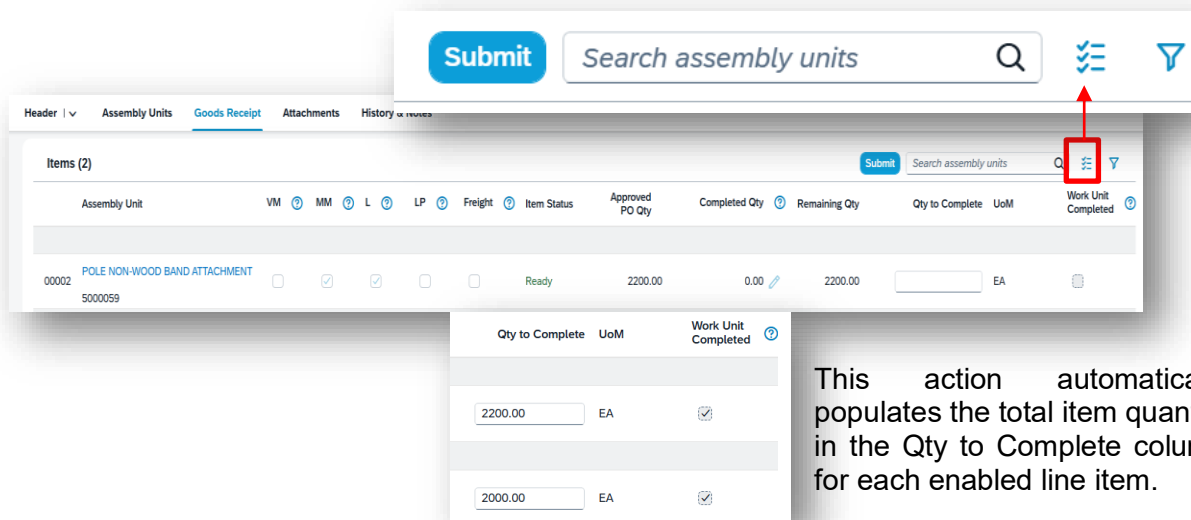 Submit Search assembly units
Header | Assembly Units Goods Receipt Attachments History & Notes
Items (2) Submit Search assembly units
Assembly Unit VM MM L LP Freight Item Status Approved PO Qty Completed Qty Remaining Qty Qty to Complete UoM Work Unit Completed
00002 POLE NON-WOOD BAND ATTACHMENT Ready 2200.00 0.00 2200.00 EA
5000059
Qty to Complete UoM Work Unit Completed
2200.00 EA
2000.00 EA
This action automatica
populates the total item quan
in the Qty to Complete colu
for each enabled line item.